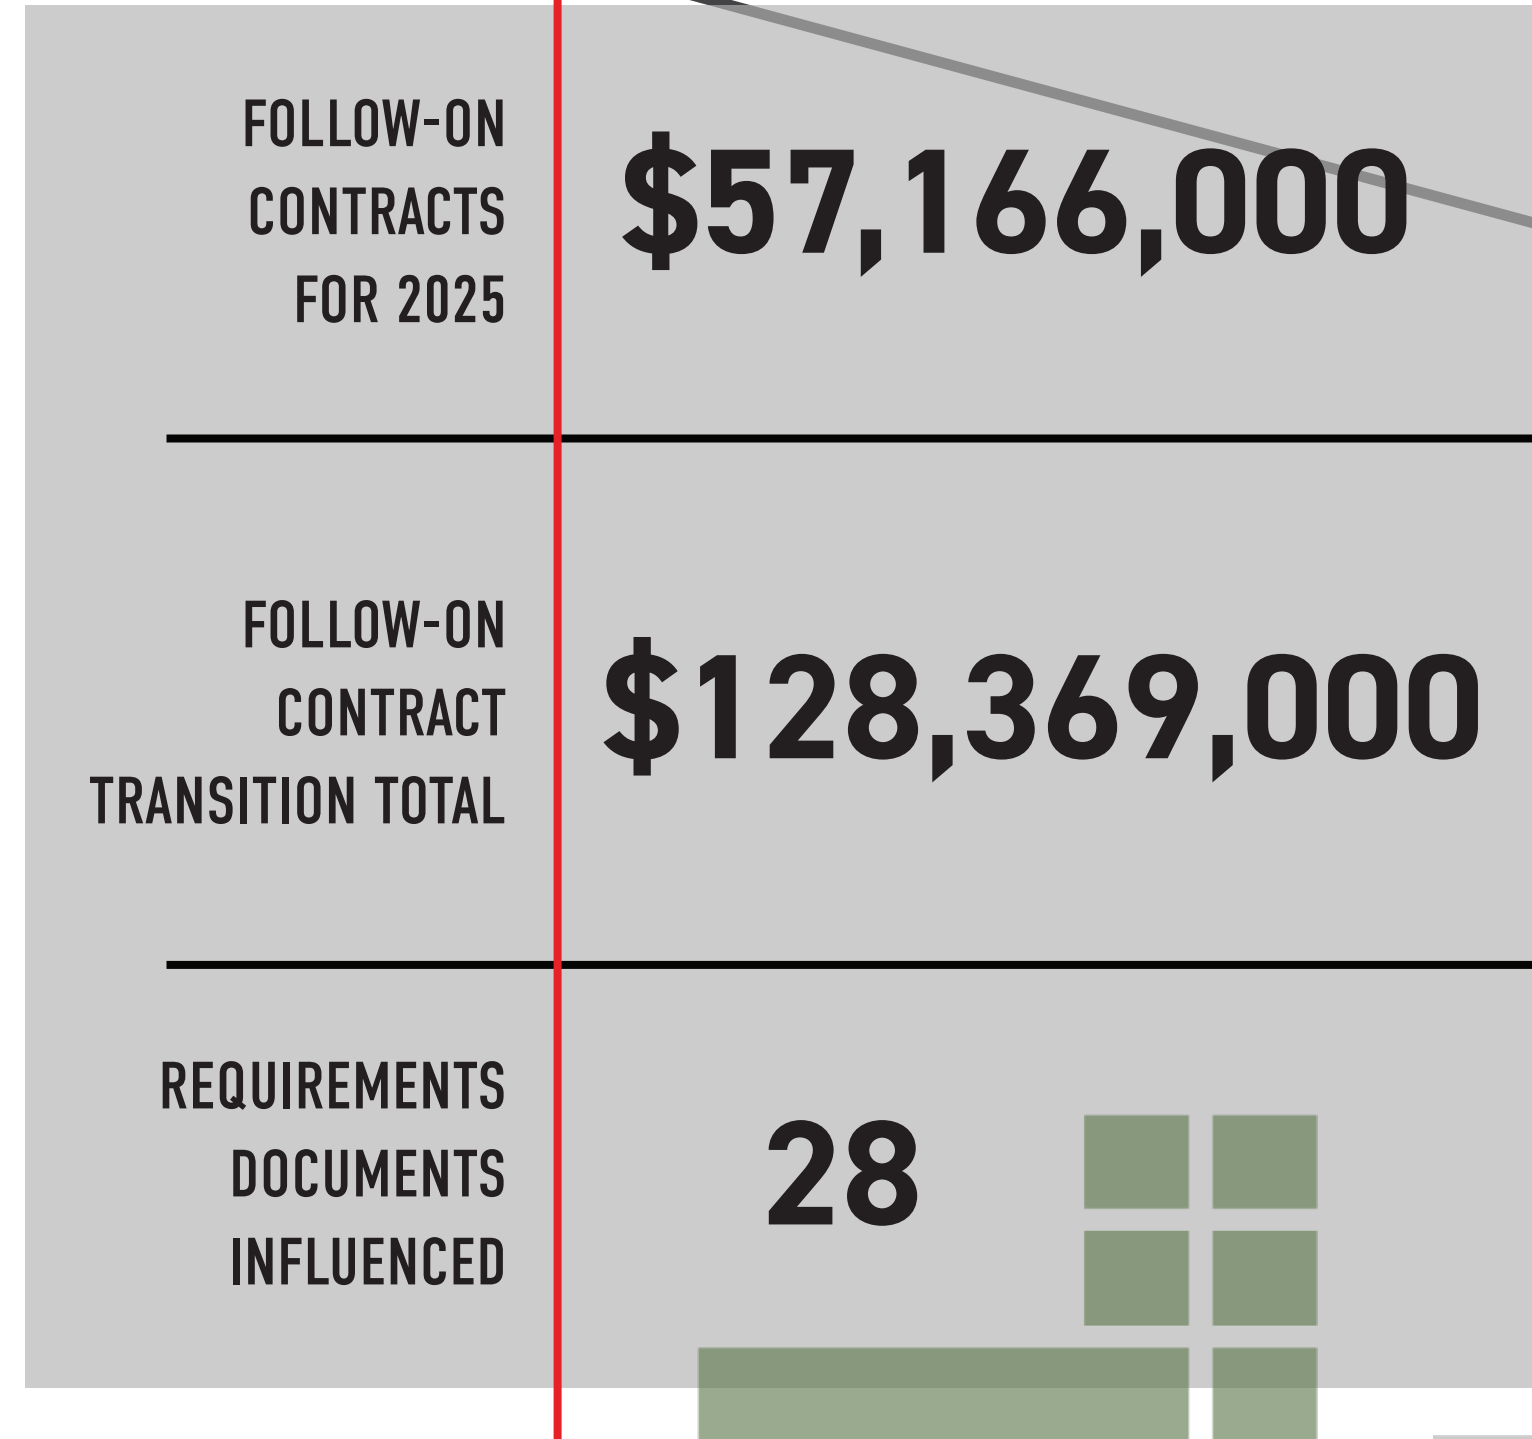 FOLLOW-ON
CONTRACTS
FOR 2025
$57,166,000
FOLLOW-ON
CONTRACT
TRANSITION TOTAL
$128,369,000
REQUIREMENTS
DOCUMENTS
INFLUENCED
28